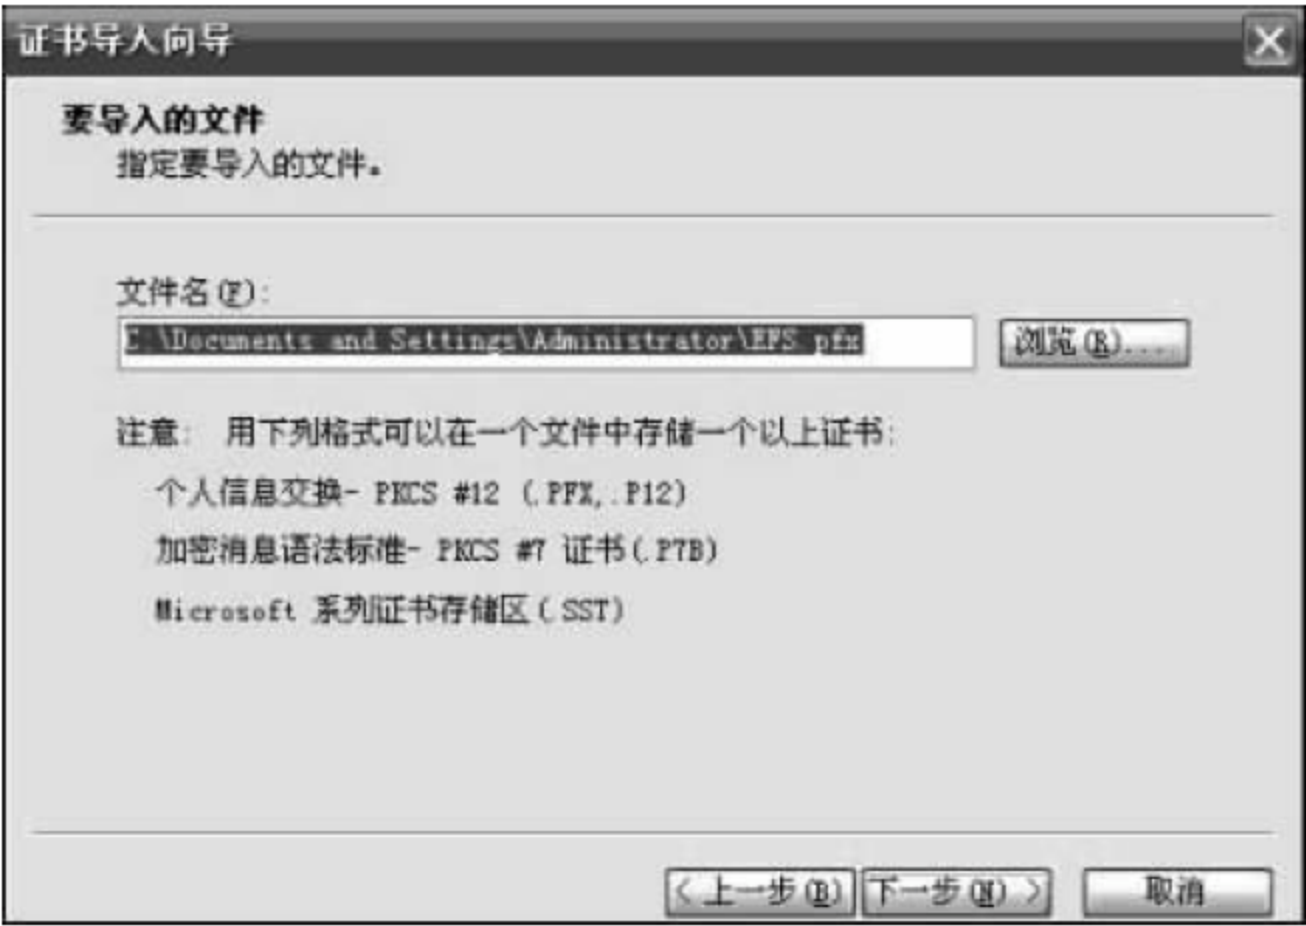 证书导入向导
要导入的文件
指定要导入的文件。
文件名(F):
C:\Documents and Settings\Administrator\EFS.pfx
浏览(R)...
注意: 用下列格式可以在一个文件中存储一个以上证书:
个人信息交换- PKCS #12 (.PFX,.P12)
加密消息语法标准- PKCS #7 证书(.P7B)
Microsoft 系列证书存储区(.SST)
< 上一步(B)
下一步(N) >
取消